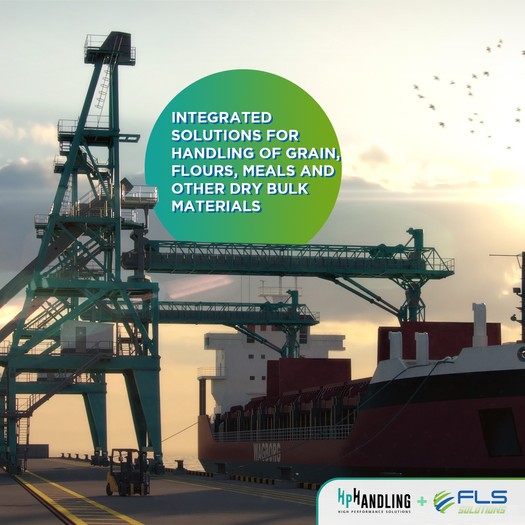 INTEGRATED
SOLUTIONS FOR
HANDLING OF GRAIN,
FLOURS, MEALS AND
OTHER DRY BULK
MATERIALS
WAGBORG
HpHANDLING
HIGH PERFORMANCE SOLUTIONS
+
FLS
SOLUTIONS